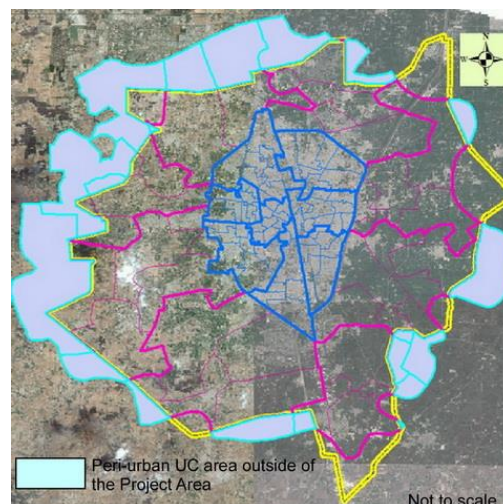 N
W E
S
Peri-urban UC area outside of
the Project Area
Not to scale